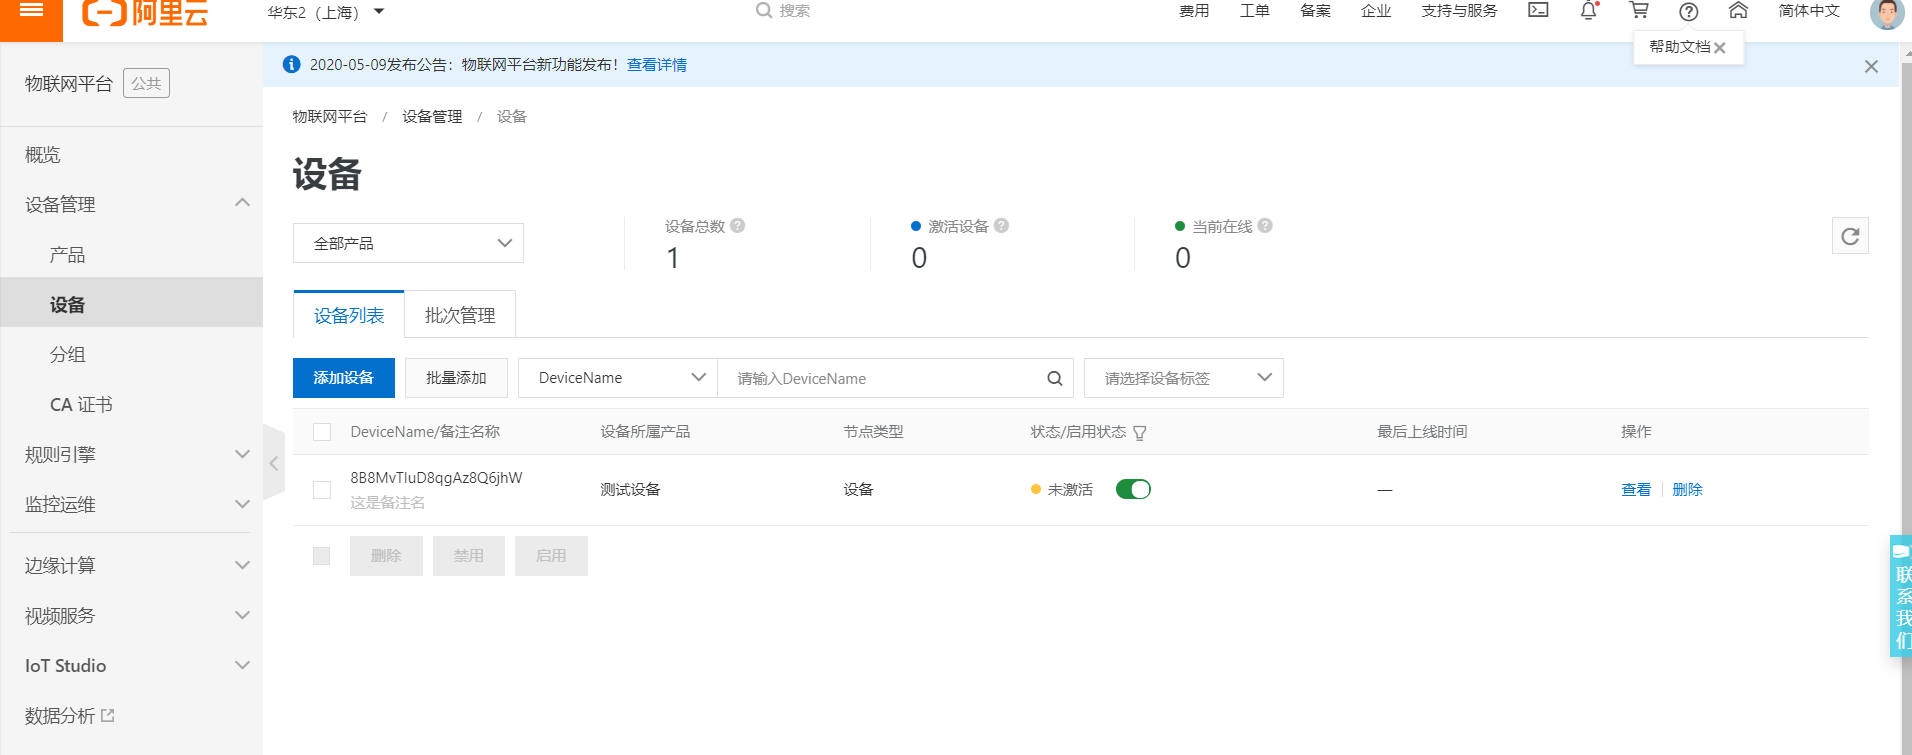 阿里云
华东2（上海）
搜索
费用 工单 备案 企业 支持与服务 简体中文
帮助文档
物联网平台 公共
2020-05-09发布公告：物联网平台新功能发布！查看详情
物联网平台 / 设备管理 / 设备
概览
设备管理
产品
设备
分组
CA 证书
规则引擎
监控运维
边缘计算
视频服务
IoT Studio
数据分析
设备
全部产品
设备总数
1
激活设备
0
当前在线
0
设备列表 批次管理
添加设备 批量添加 DeviceName 请输入DeviceName 请选择设备标签
DeviceName/备注名称 设备所属产品 节点类型 状态/启用状态 最后上线时间 操作
8B8MvTluD8qgAz8Q6jhW 测试设备 设备 未激活 — 查看 删除
这是备注名
删除 禁用 启用
联系我们